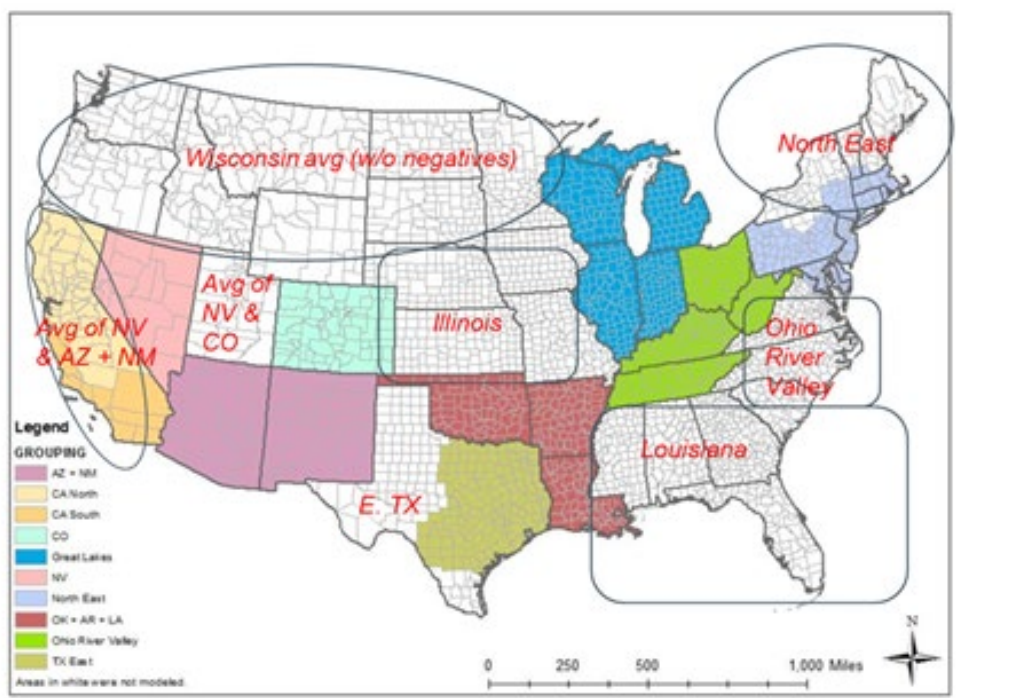 Wisconsin avg (w/o negatives)
North East
Avg of
NV &
CO
Illinois
Avg of NV
& AZ + NM
Ohio
River
Valley
Louisiana
E. TX
Legend
GROUPING
AZ + NM
CA North
CA South
CO
Great Lakes
NV
North East
OK + AR + LA
Ohio River Valley
TX East
Areas in white were not modeled.
N
0 250 500 1,000 Miles